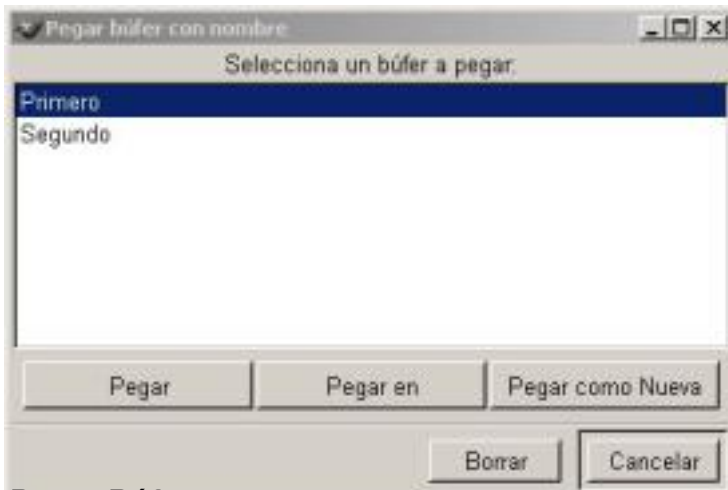 Pegar búfer con nombre
Selecciona un búfer a pegar:
Primero
Segundo
Pegar Pegar en Pegar como Nueva
Borrar Cancelar